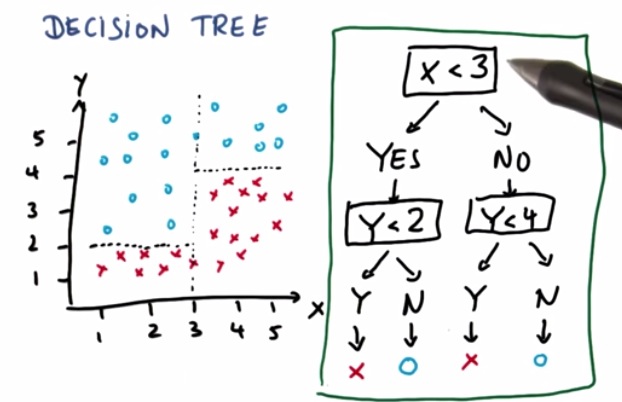 DECISION TREE
Y
5
4
3
2
1
1 2 3 4 5 X
X < 3
YES NO
Y < 2 Y < 4
Y N Y N
X O X O